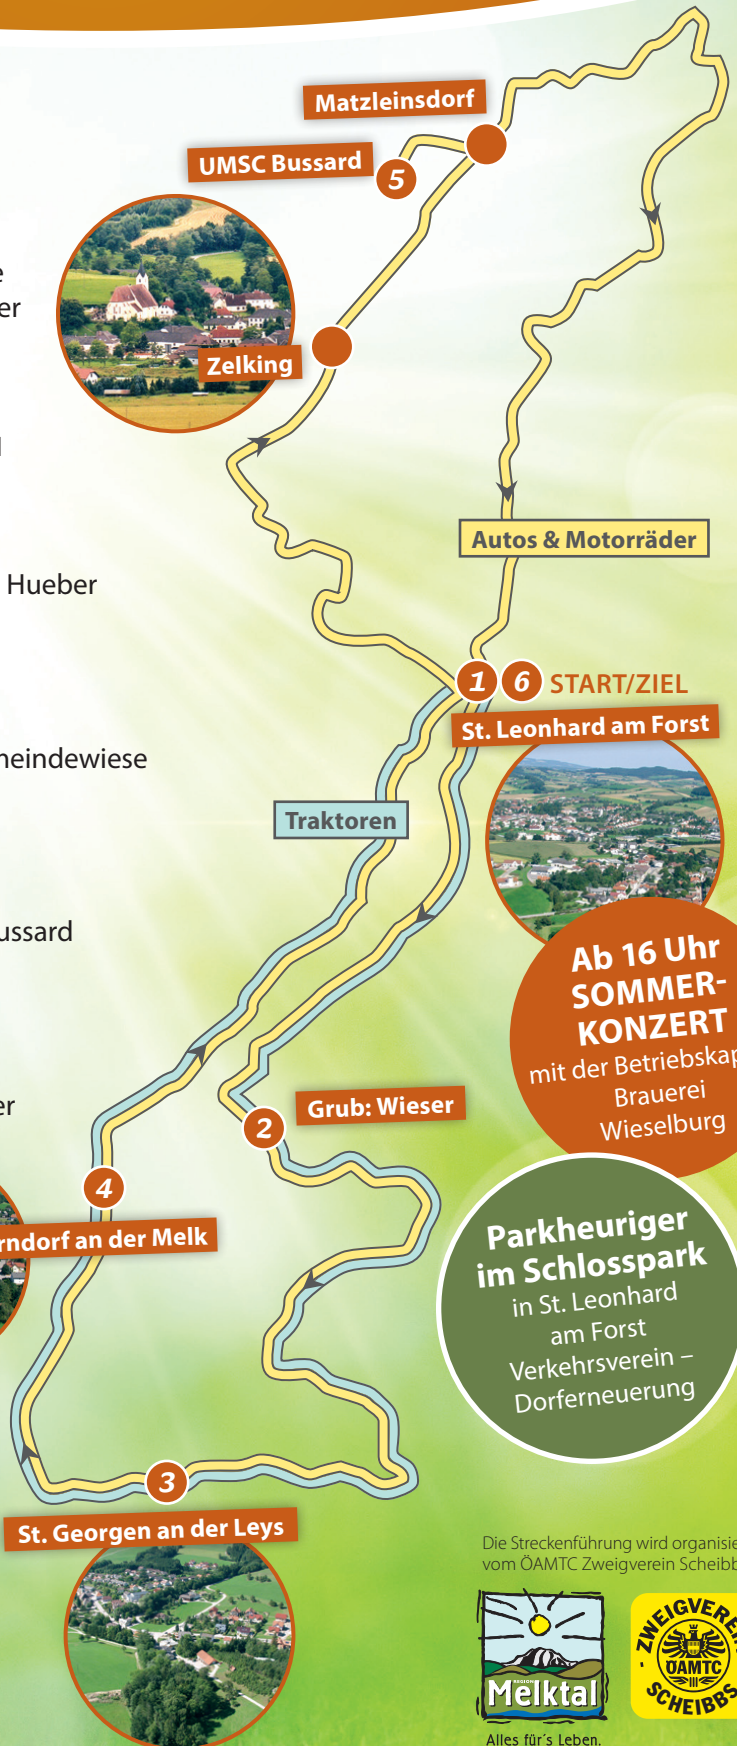 Matzleinsdorf
UMSC Bussard
5
Zelking
Hueber
Autos & Motorräder
1 6 START/ZIEL
St. Leonhard am Forst
Traktoren
Ab 16 Uhr
SOMMER-
KONZERT
mit der Betriebskap
Brauerei
Wieselburg
2
Grub: Wieser
4
rndorf an der Melk
Parkheuriger
im Schlosspark
in St. Leonhard
am Forst
Verkehrsverein –
Dorferneuerung
3
St. Georgen an der Leys
Die Streckenführung wird organisie
vom ÖAMTC Zweigverein Scheibb
REGION
Melktal
Alles für´s Leben.
ZWEIGVEREIN
ÖAMTC
SCHEIBBS